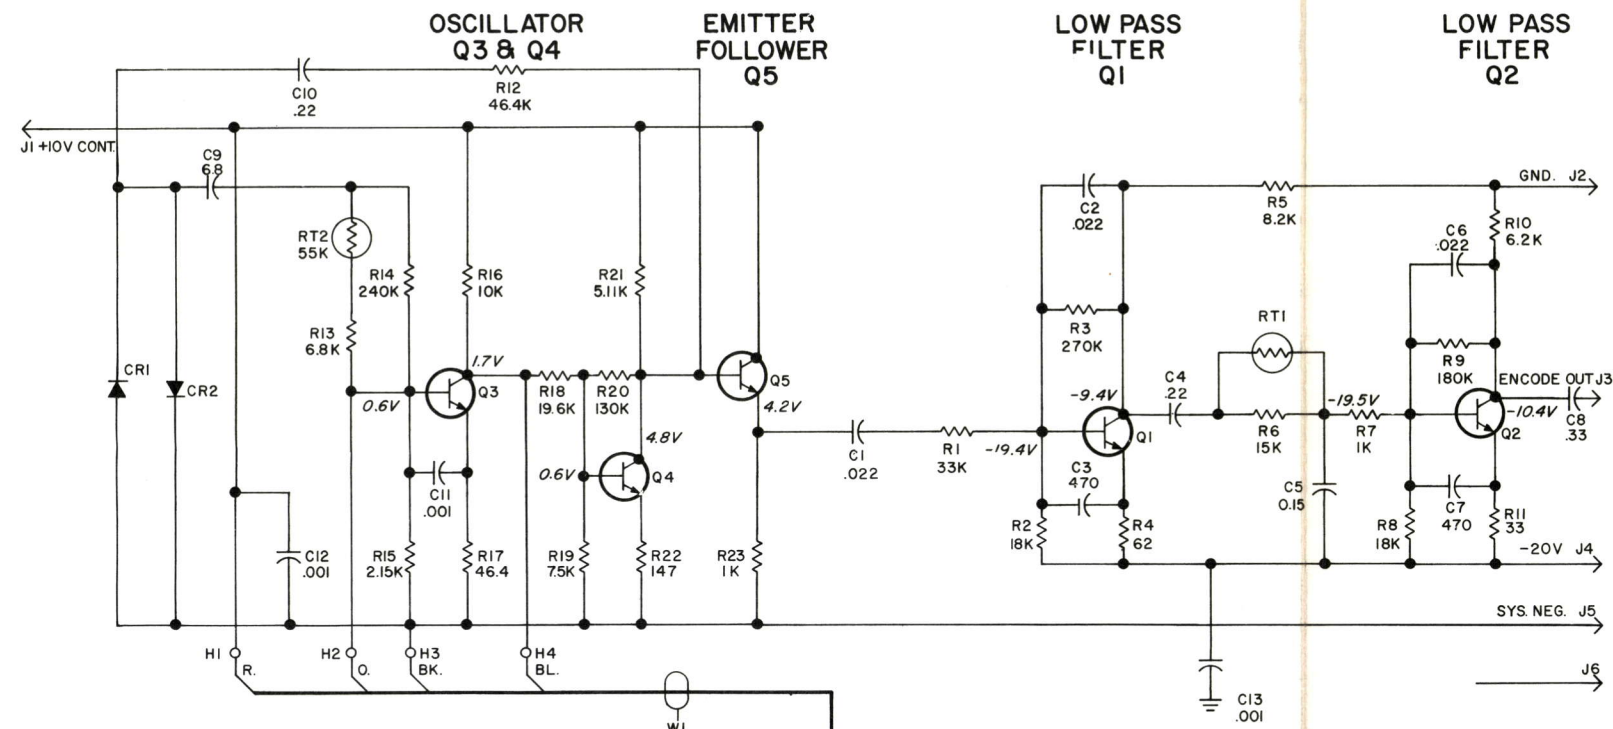 OSCILLATOR
Q3 & Q4
EMITTER
FOLLOWER
Q5
LOW PASS
FILTER
Q1
LOW PASS
FILTER
Q2
C10
.22
R12
46.4K
J1 +10V CONT.
C9
6.8
RT2
55K
R14
240K
R16
10K
R21
5.11K
R13
6.8K
CR1
CR2
1.7V
Q3
0.6V
R18
19.6K
R20
130K
Q5
4.2V
4.8V
0.6V
Q4
C11
.001
C12
.001
R15
2.15K
R17
46.4
R19
7.5K
R22
147
R23
1K
C1
.022
R1
33K
-19.4V
C2
.022
R5
8.2K
GND. J2
R3
270K
-9.4V
Q1
C4
.22
RT1
R6
15K
-19.5V
R7
1K
C3
470
R2
18K
R4
62
C5
0.15
C6
.022
R10
6.2K
R9
180K
ENCODE OUT J3
-10.4V
Q2
C8
.33
C7
470
R8
18K
R11
33
-20V J4
SYS. NEG. J5
J6
C13
.001
H1
R.
H2
O.
H3
BK.
H4
BL.
W1